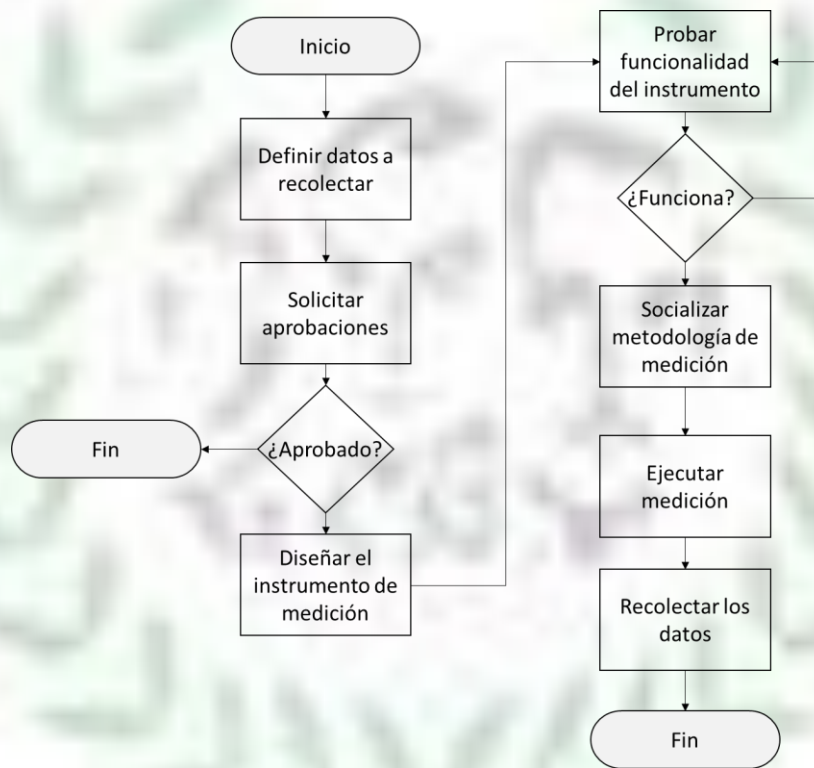 Inicio
Definir datos a
recolectar
Solicitar
aprobaciones
¿Aprobado?
Fin
Diseñar el
instrumento de
medición
Probar
funcionalidad
del instrumento
¿Funciona?
Socializar
metodología de
medición
Ejecutar
medición
Recolectar los
datos
Fin